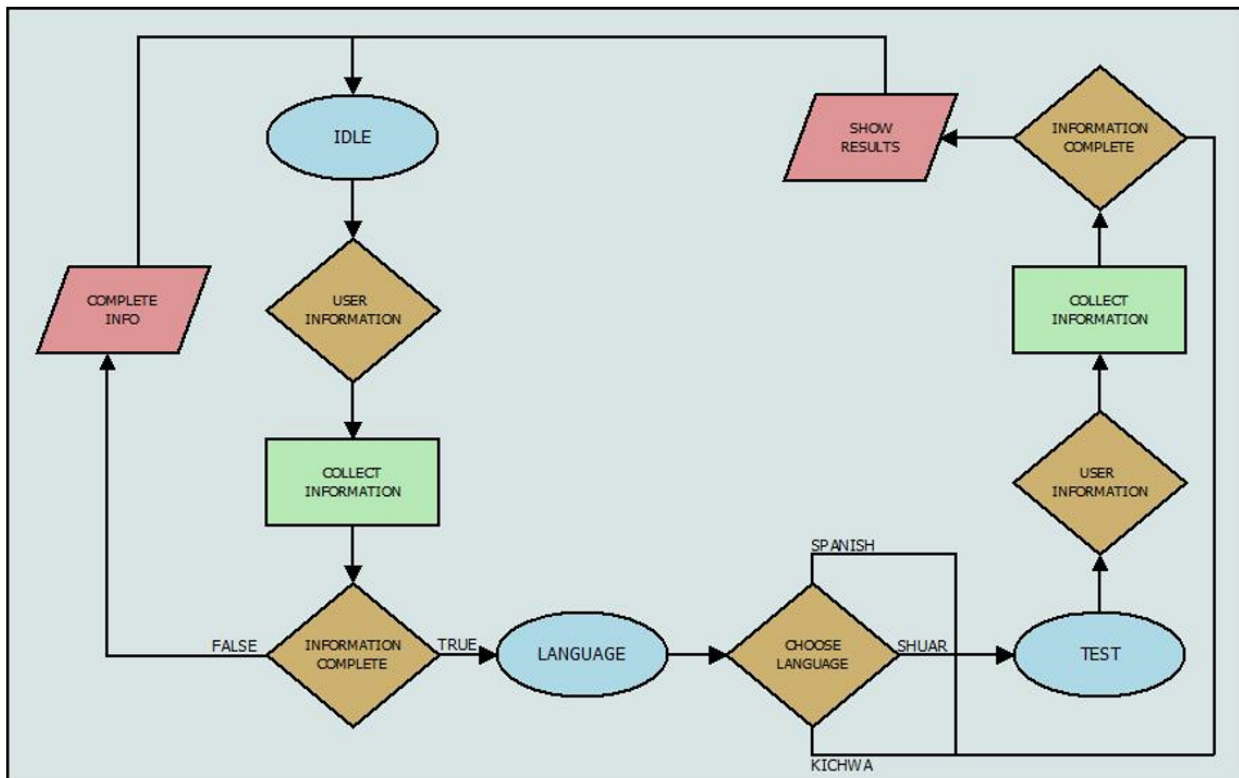 IDLE
SHOW
RESULTS
INFORMATION
COMPLETE
COMPLETE
INFO
USER
INFORMATION
COLLECT
INFORMATION
COLLECT
INFORMATION
USER
INFORMATION
SPANISH
FALSE
INFORMATION
COMPLETE
TRUE
LANGUAGE
CHOOSE
LANGUAGE
SHUAR
TEST
KICHWA